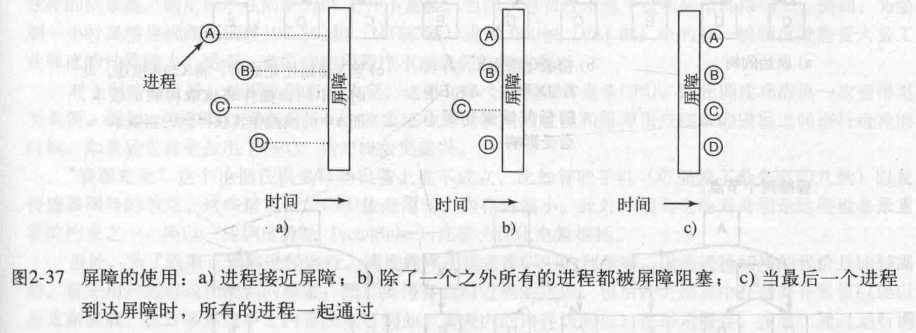 A
进程
B
C
D
屏障
时间
a)
A
B
C
D
屏障
时间
b)
A
B
C
D
屏障
时间
c)
图2-37 屏障的使用：a) 进程接近屏障，b) 除了一个之外所有的进程都被屏障阻塞； c) 当最后一个进程
到达屏障时，所有的进程一起通过